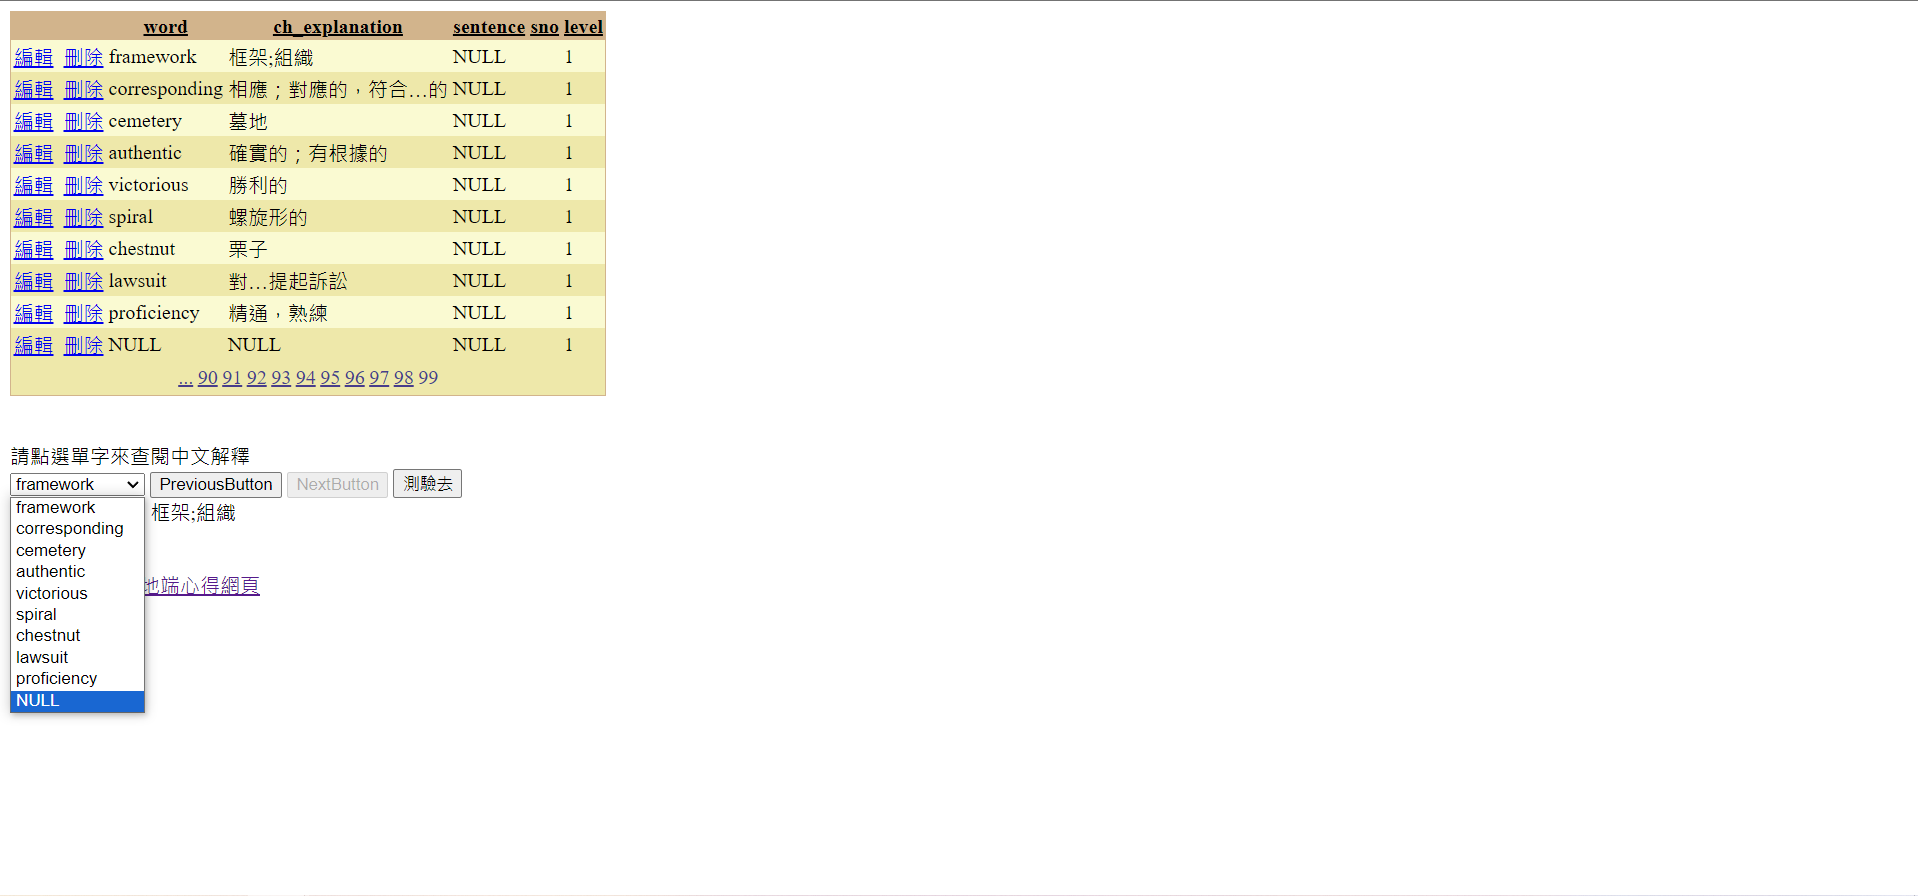 word ch_explanation sentence sno level
編輯 刪除 framework 框架;組織 NULL 1
編輯 刪除 corresponding 相應；對應的，符合…的 NULL 1
編輯 刪除 cemetery 墓地 NULL 1
編輯 刪除 authentic 確實的；有根據的 NULL 1
編輯 刪除 victorious 勝利的 NULL 1
編輯 刪除 spiral 螺旋形的 NULL 1
編輯 刪除 chestnut 栗子 NULL 1
編輯 刪除 lawsuit 對…提起訴訟 NULL 1
編輯 刪除 proficiency 精通，熟練 NULL 1
編輯 刪除 NULL NULL NULL 1
... 90 91 92 93 94 95 96 97 98 99
請點選單字來查閱中文解釋
framework PreviousButton NextButton 測驗去
框架;組織
framework
corresponding
cemetery
authentic
victorious
spiral
chestnut
lawsuit
proficiency
NULL
地端心得網頁